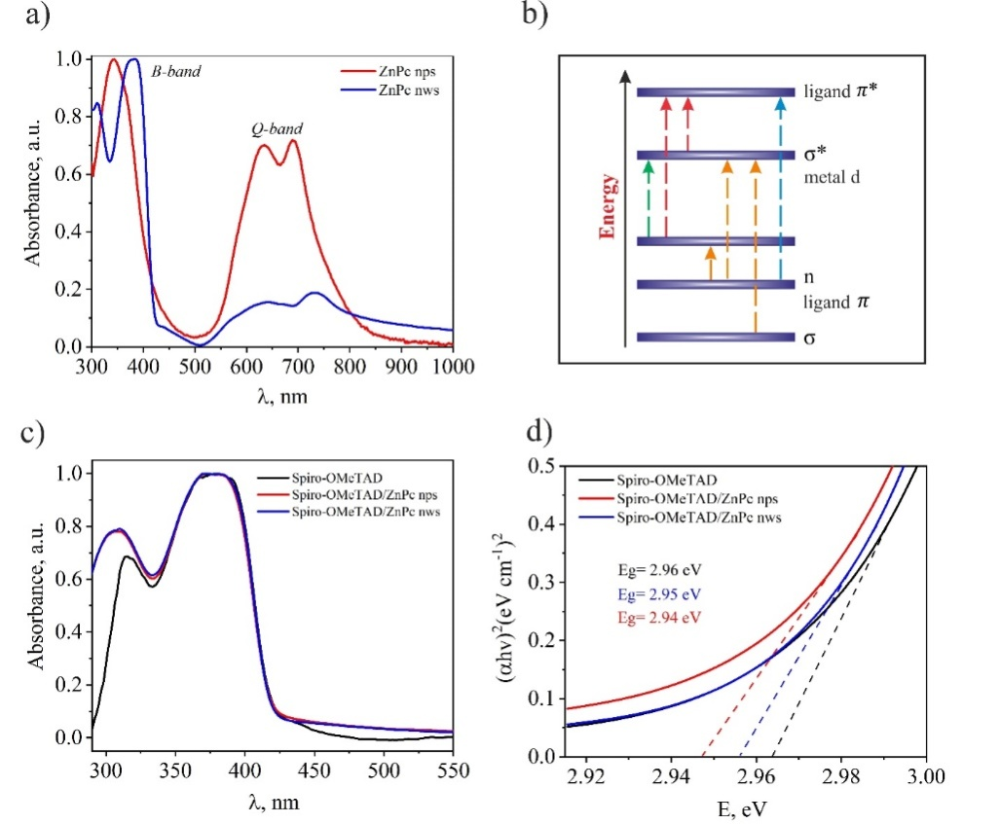 a)
Absorbance, a.u.
1.0
0.8
0.6
0.4
0.2
0.0
B-band
Q-band
ZnPc nps
ZnPc nws
300 400 500 600 700 800 900 1000
λ, nm
b)
Energy
ligand π*
σ*
metal d
n
ligand π
σ
c)
Absorbance, a.u.
1.0
0.8
0.6
0.4
0.2
0.0
Spiro-OMeTAD
Spiro-OMeTAD/ZnPc nps
Spiro-OMeTAD/ZnPc nws
300 350 400 450 500 550
λ, nm
d)
(αhν)²(eV cm⁻¹)²
0.5
0.4
0.3
0.2
0.1
0.0
Spiro-OMeTAD
Spiro-OMeTAD/ZnPc nps
Spiro-OMeTAD/ZnPc nws
Eg= 2.96 eV
Eg= 2.95 eV
Eg= 2.94 eV
2.92 2.94 2.96 2.98 3.00
E, eV